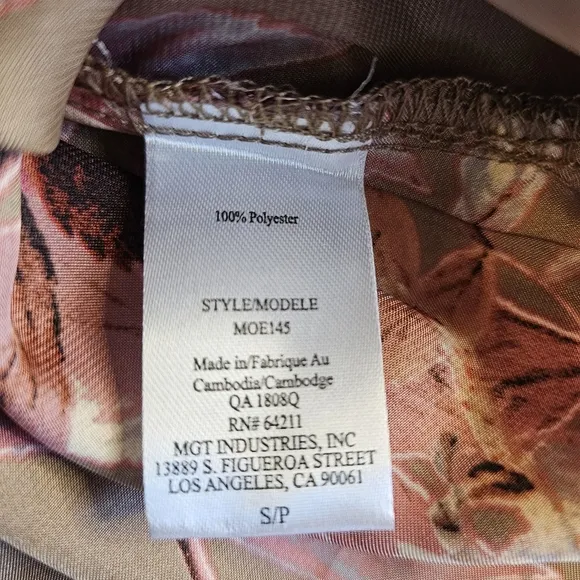 100% Polyester
STYLE/MODELE
MOE145
Made in/Fabrique Au
Cambodia/Cambodge
QA 1808Q
RN# 64211
MGT INDUSTRIES, INC
13889 S. FIGUEROA STREET
LOS ANGELES, CA 90061
S/P